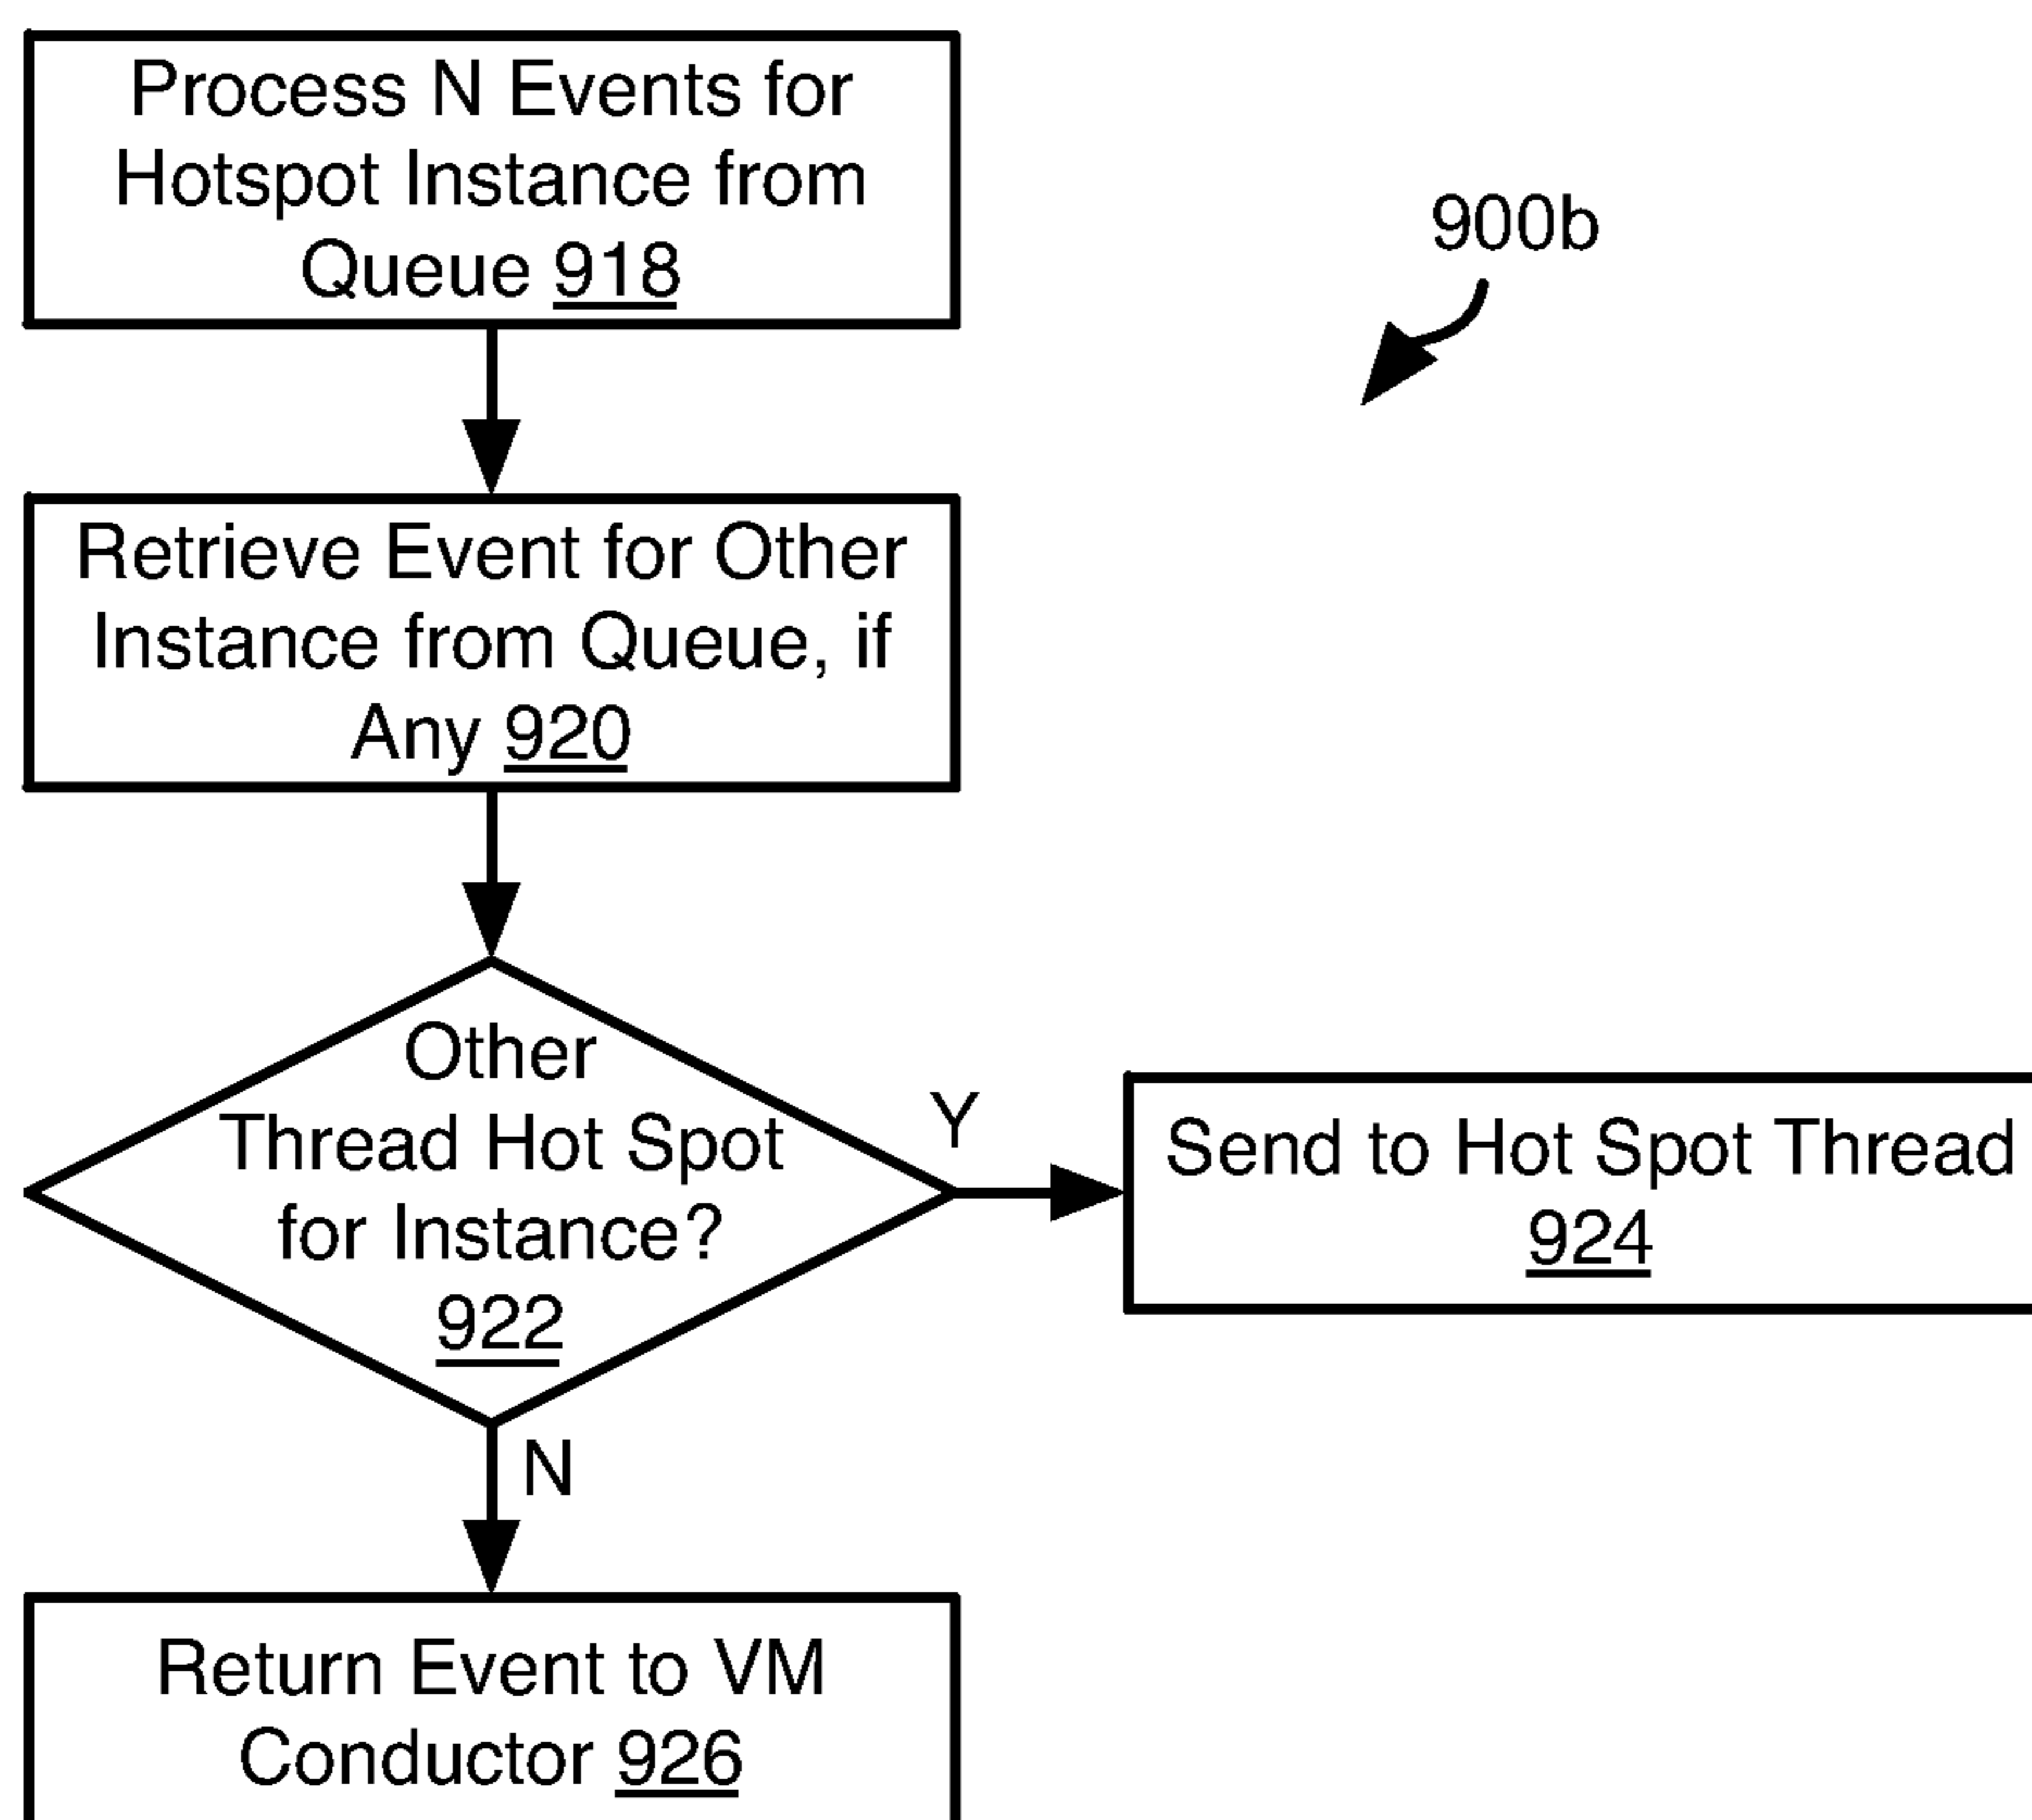 Process N Events for
Hotspot Instance from
Queue 918
900b
Retrieve Event for Other
Instance from Queue, if
Any 920
Other
Thread Hot Spot
for Instance?
922
Y
Send to Hot Spot Thread
924
N
Return Event to VM
Conductor 926